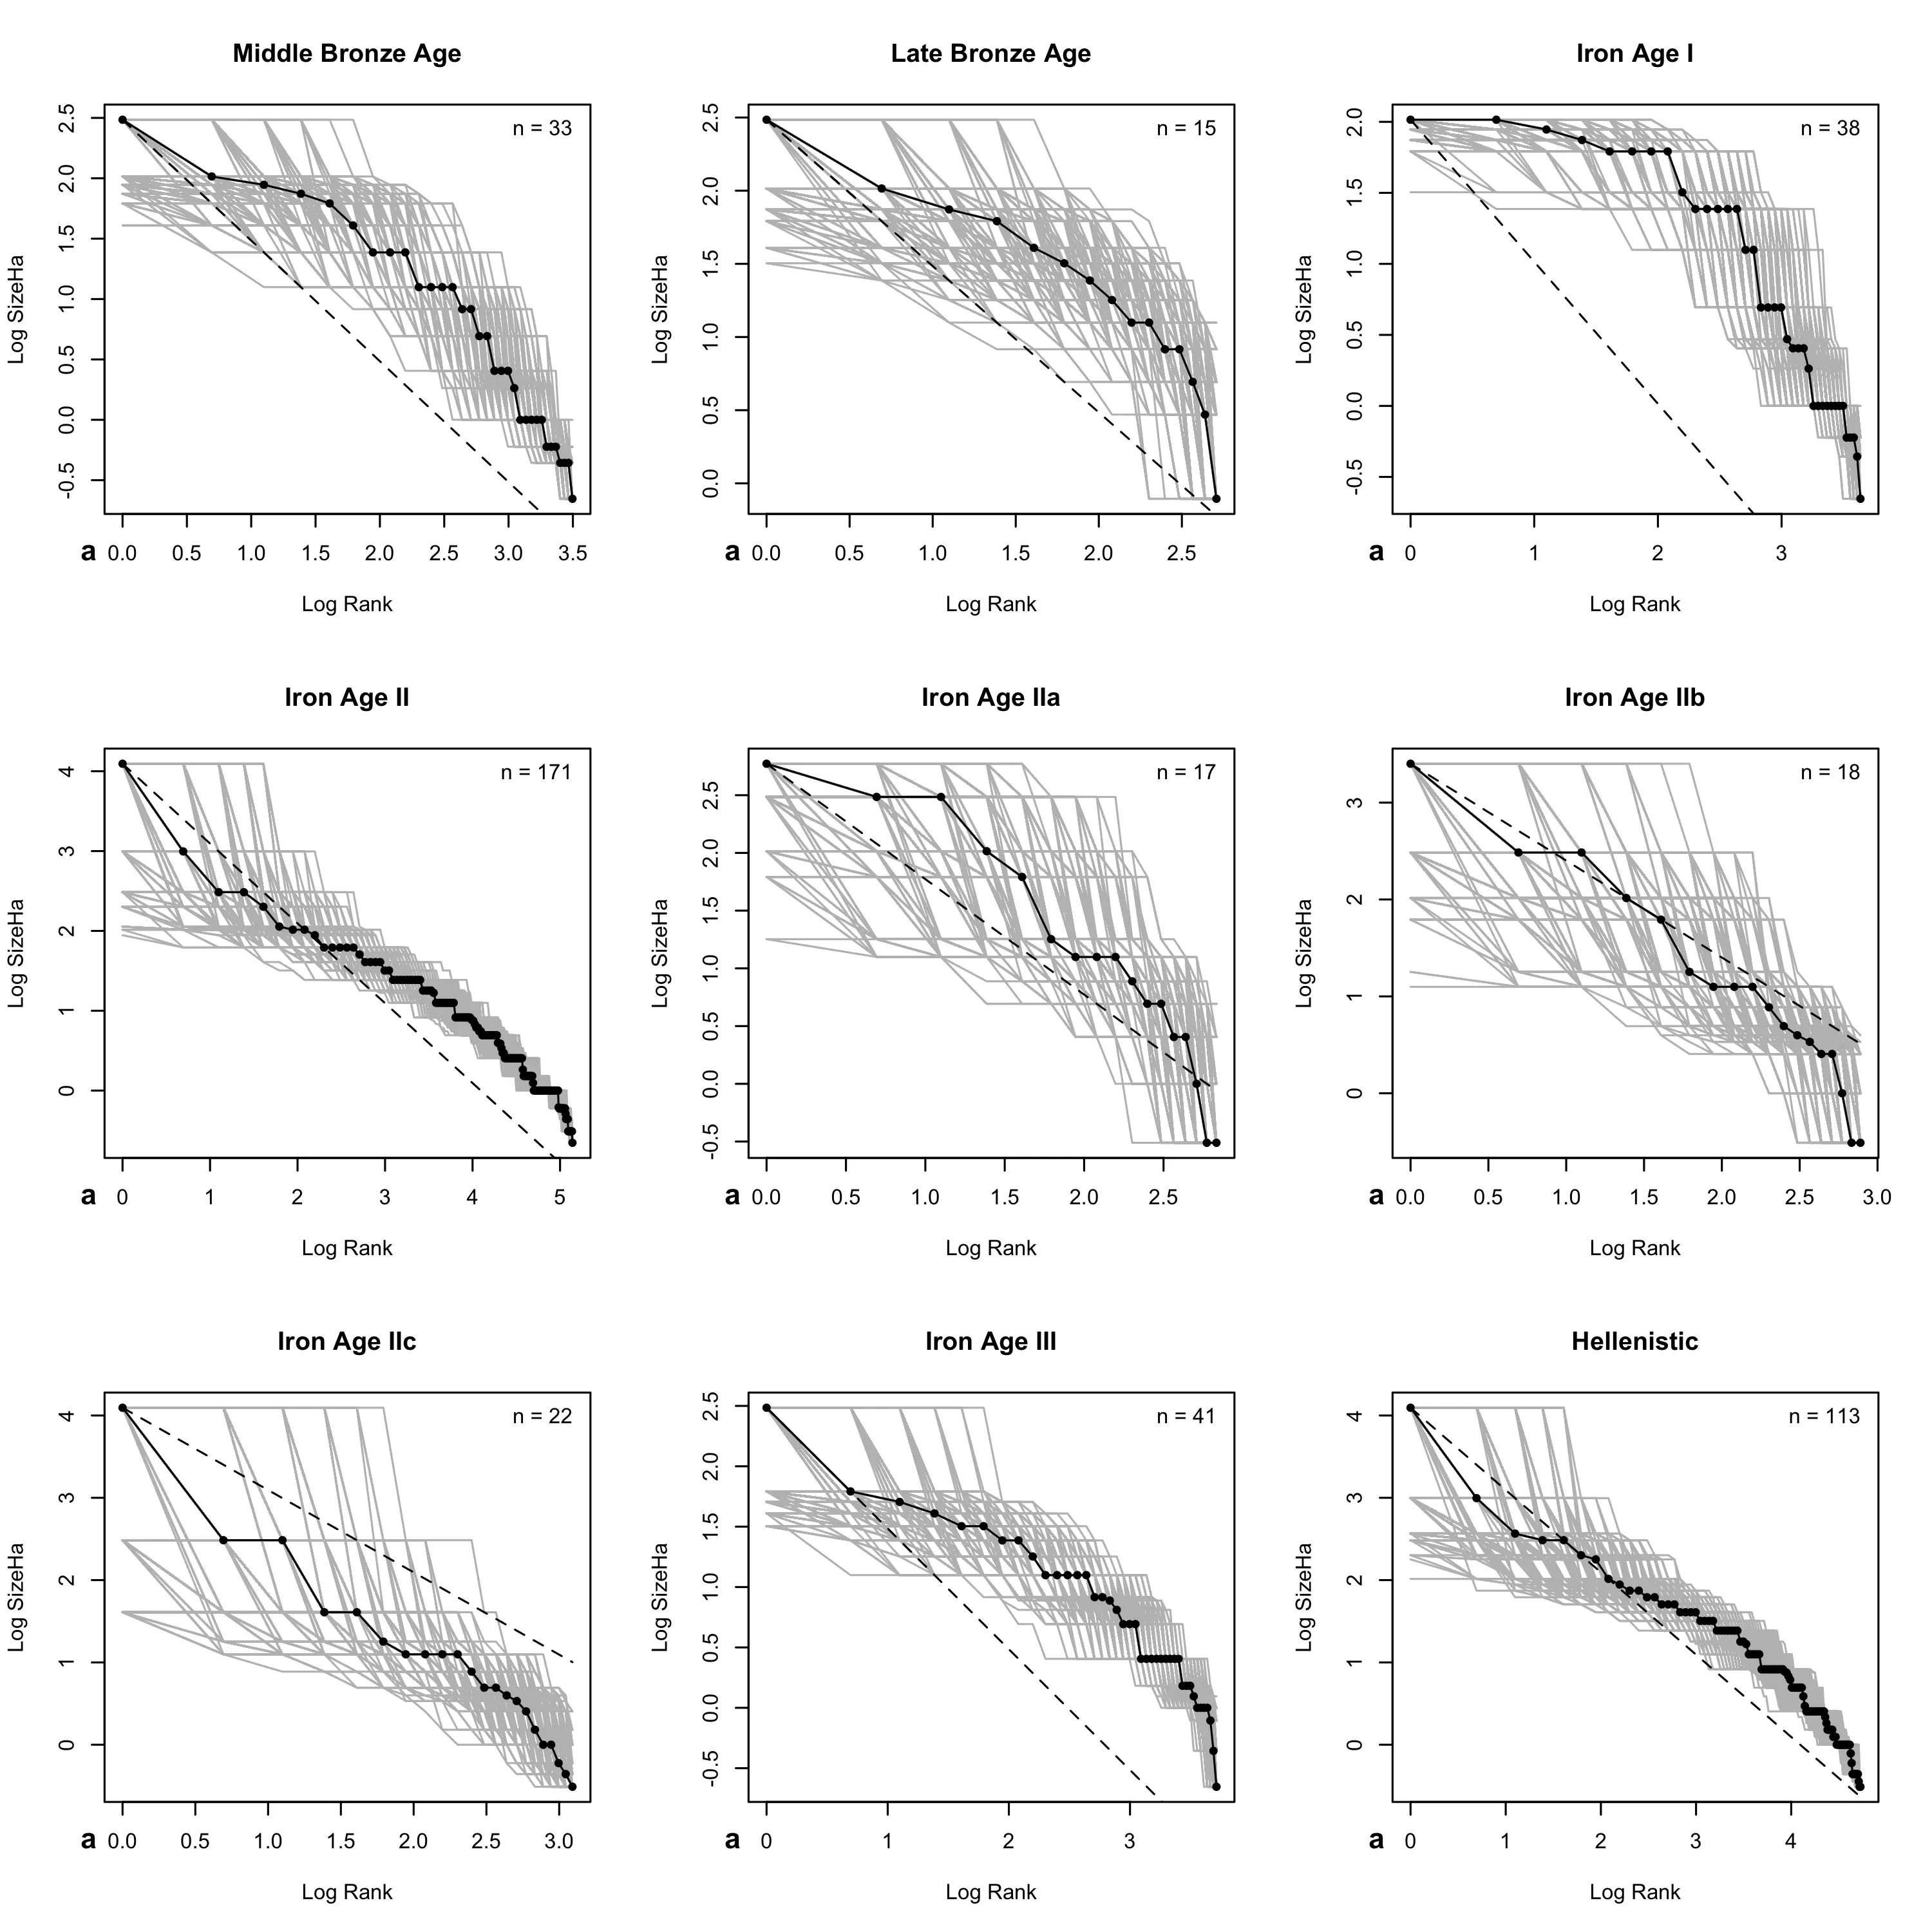 Middle Bronze Age
n = 33
Log SizeHa
2.5
2.0
1.5
1.0
0.5
0.0
-0.5
a 0.0 0.5 1.0 1.5 2.0 2.5 3.0 3.5
Log Rank
Late Bronze Age
n = 15
Log SizeHa
2.5
2.0
1.5
1.0
0.5
0.0
a 0.0 0.5 1.0 1.5 2.0 2.5
Log Rank
Iron Age I
n = 38
Log SizeHa
2.0
1.5
1.0
0.5
0.0
-0.5
a 0 1 2 3
Log Rank
Iron Age II
n = 171
Log SizeHa
4
3
2
1
0
a 0 1 2 3 4 5
Log Rank
Iron Age IIa
n = 17
Log SizeHa
2.5
2.0
1.5
1.0
0.5
0.0
-0.5
a 0.0 0.5 1.0 1.5 2.0 2.5
Log Rank
Iron Age IIb
n = 18
Log SizeHa
3
2
1
0
a 0.0 0.5 1.0 1.5 2.0 2.5 3.0
Log Rank
Iron Age IIc
n = 22
Log SizeHa
4
3
2
1
0
a 0.0 0.5 1.0 1.5 2.0 2.5 3.0
Log Rank
Iron Age III
n = 41
Log SizeHa
2.5
2.0
1.5
1.0
0.5
0.0
-0.5
a 0 1 2 3
Log Rank
Hellenistic
n = 113
Log SizeHa
4
3
2
1
0
a 0 1 2 3 4
Log Rank